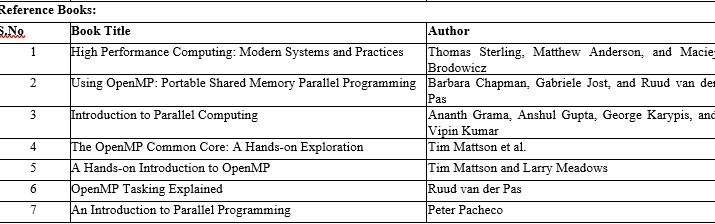 Reference Books:
S.No Book Title Author
1 High Performance Computing: Modern Systems and Practices Thomas Sterling, Matthew Anderson, and Maciej
Brodowicz
2 Using OpenMP: Portable Shared Memory Parallel Programming Barbara Chapman, Gabriele Jost, and Ruud van der
Pas
3 Introduction to Parallel Computing Ananth Grama, Anshul Gupta, George Karypis, and
Vipin Kumar
4 The OpenMP Common Core: A Hands-on Exploration Tim Mattson et al.
5 A Hands-on Introduction to OpenMP Tim Mattson and Larry Meadows
6 OpenMP Tasking Explained Ruud van der Pas
7 An Introduction to Parallel Programming Peter Pacheco